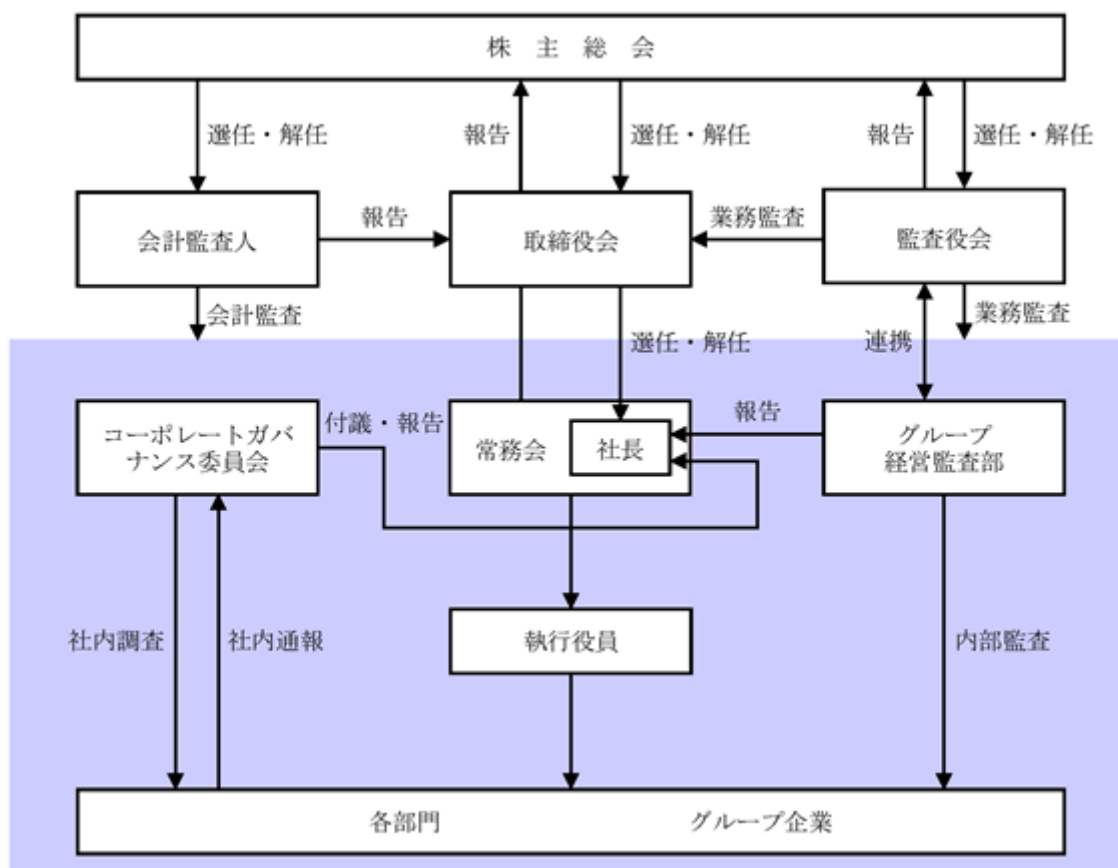 株 主 総 会
選任・解任
報告
選任・解任
報告
選任・解任
会計監査人
報告
取締役会
業務監査
監査役会
会計監査
選任・解任
連携
業務監査
コーポレートガバ
ナンス委員会
付議・報告
常務会
社長
報告
グループ
経営監査部
社内調査
社内通報
執行役員
内部監査
各部門
グループ企業